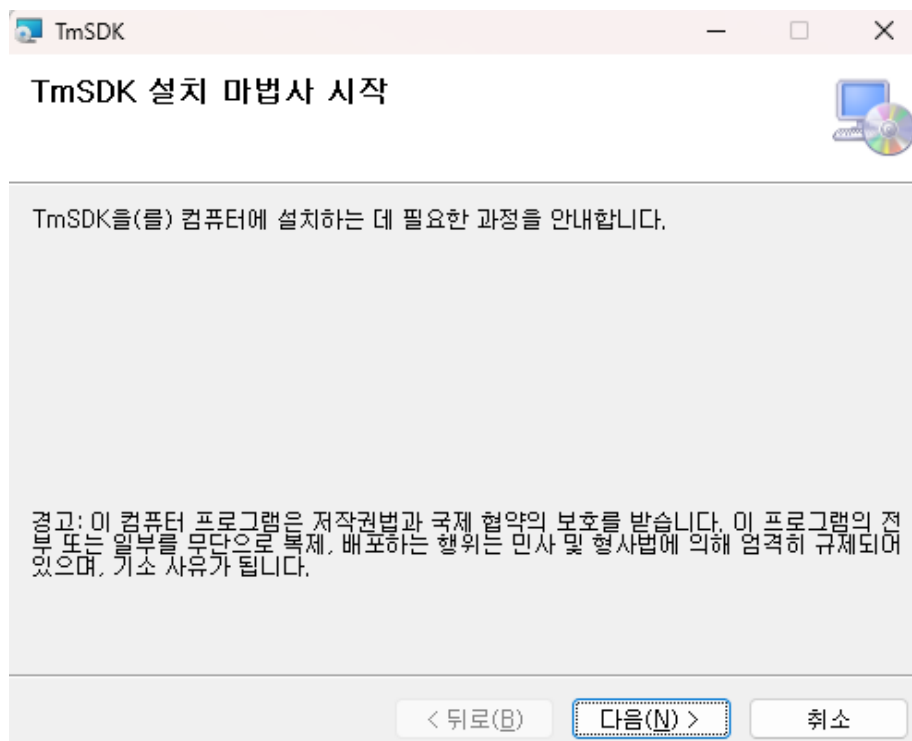 TmSDK
TmSDK 설치 마법사 시작
TmSDK을(를) 컴퓨터에 설치하는 데 필요한 과정을 안내합니다.
경고: 이 컴퓨터 프로그램은 저작권법과 국제 협약의 보호를 받습니다. 이 프로그램의 전
부 또는 일부를 무단으로 복제, 배포하는 행위는 민사 및 형사법에 의해 엄격히 규제되어
있으며, 기소 사유가 됩니다.
< 뒤로(B) 다음(N) > 취소